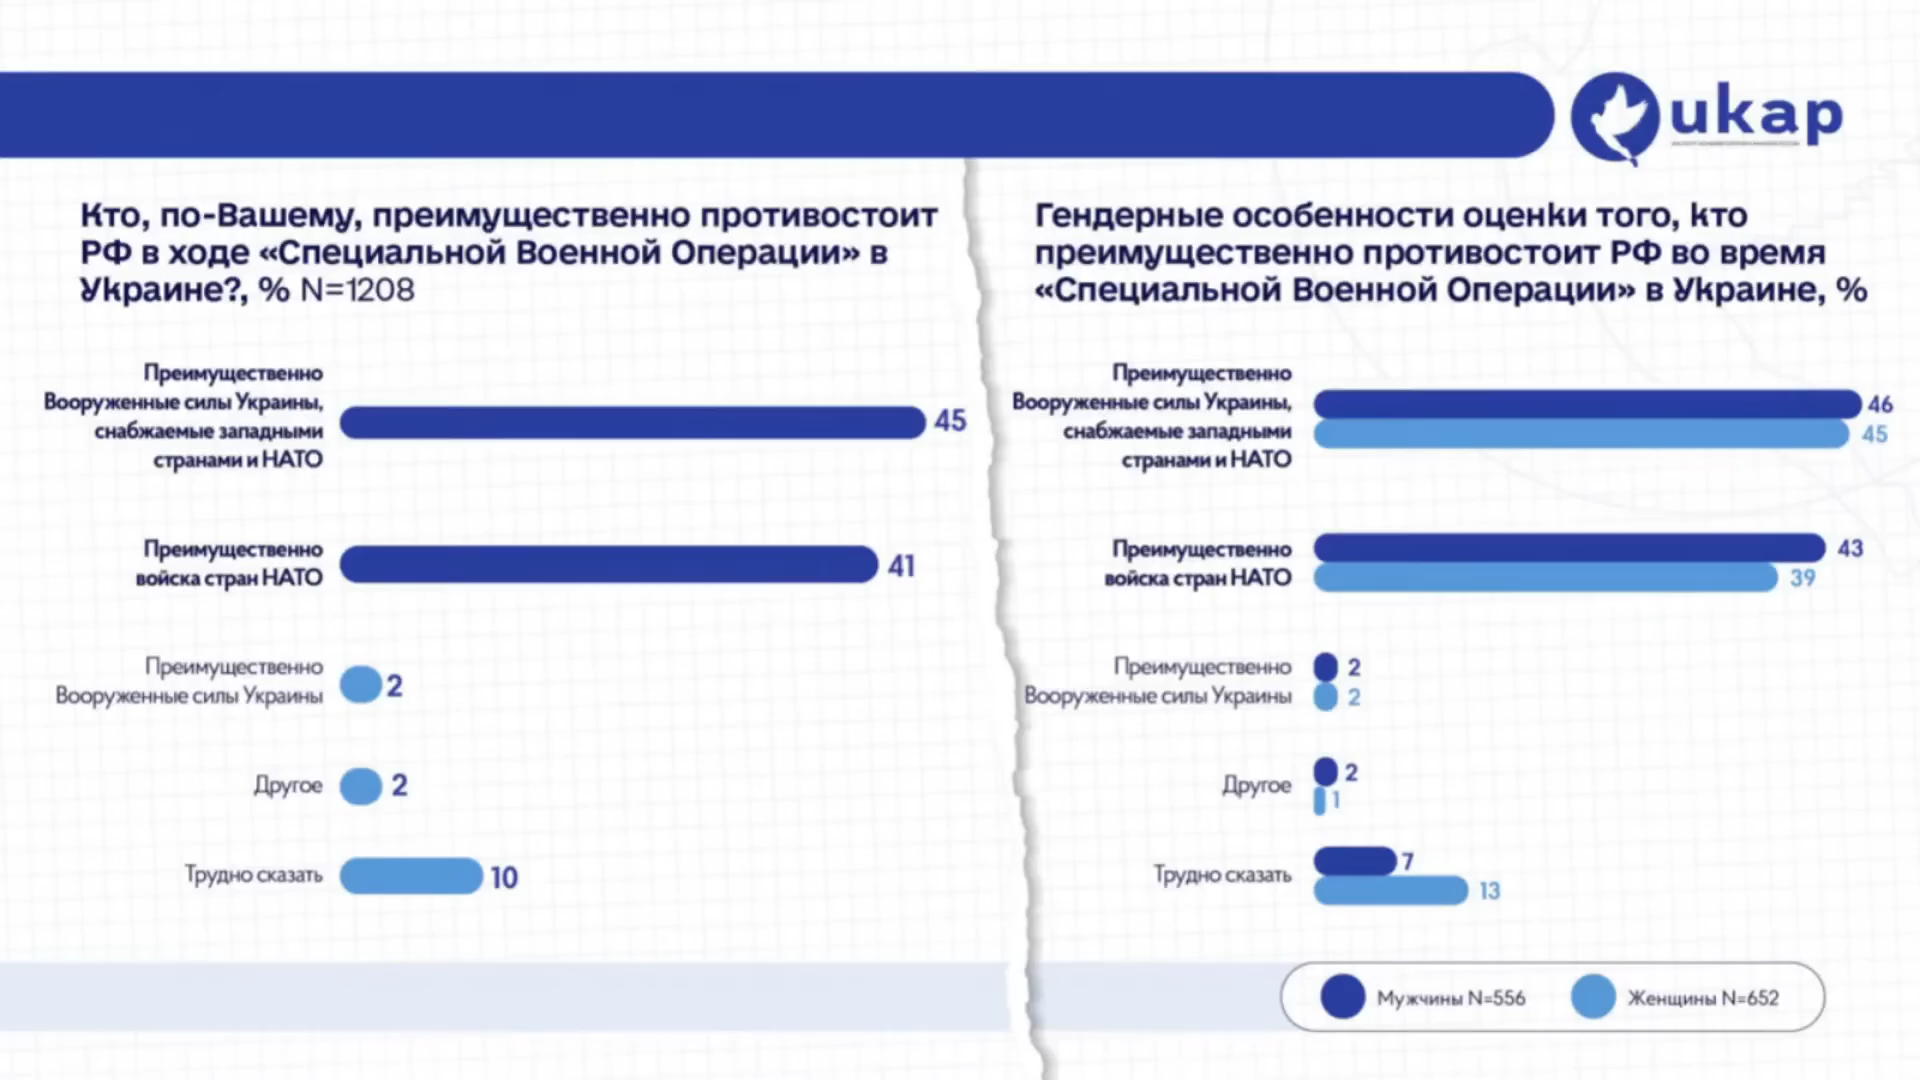 икар
Кто, по-Вашему, преимущественно противостоит
РФ в ходе «Специальной Военной Операции» в
Украине?, % N=1208
Преимущественно
Вооруженные силы Украины,
снабжаемые западными
странами и НАТО
45
Преимущественно
войска стран НАТО
41
Преимущественно
Вооруженные силы Украины
2
Другое
2
Трудно сказать
10
Гендерные особенности оценки того, кто
преимущественно противостоит РФ во время
«Специальной Военной Операции» в Украине, %
Преимущественно
Вооруженные силы Украины,
снабжаемые западными
странами и НАТО
46
45
Преимущественно
войска стран НАТО
43
39
Преимущественно
Вооруженные силы Украины
2
2
Другое
2
1
Трудно сказать
7
13
Мужчины N=556
Женщины N=652